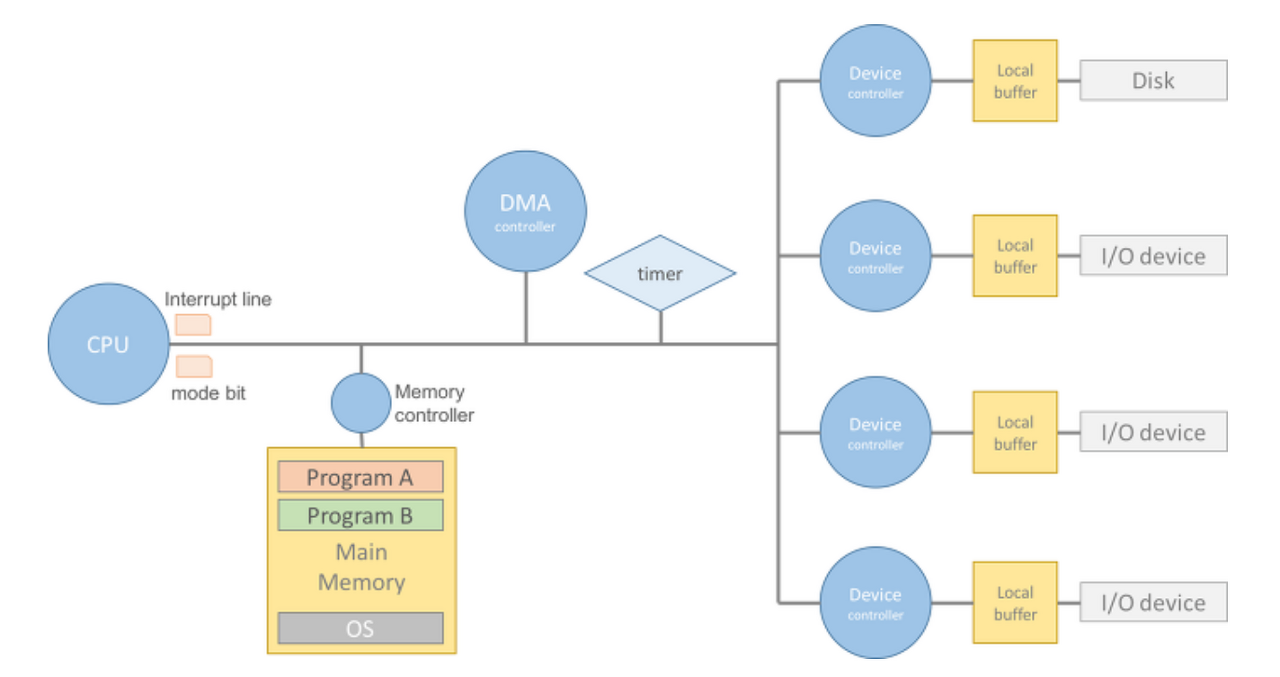 Device
controller
Local
buffer
Disk
DMA
controller
Device
controller
Local
buffer
I/O device
timer
Interrupt line
CPU
mode bit
Memory
controller
Device
controller
Local
buffer
I/O device
Program A
Program B
Main
Memory
OS
Device
controller
Local
buffer
I/O device